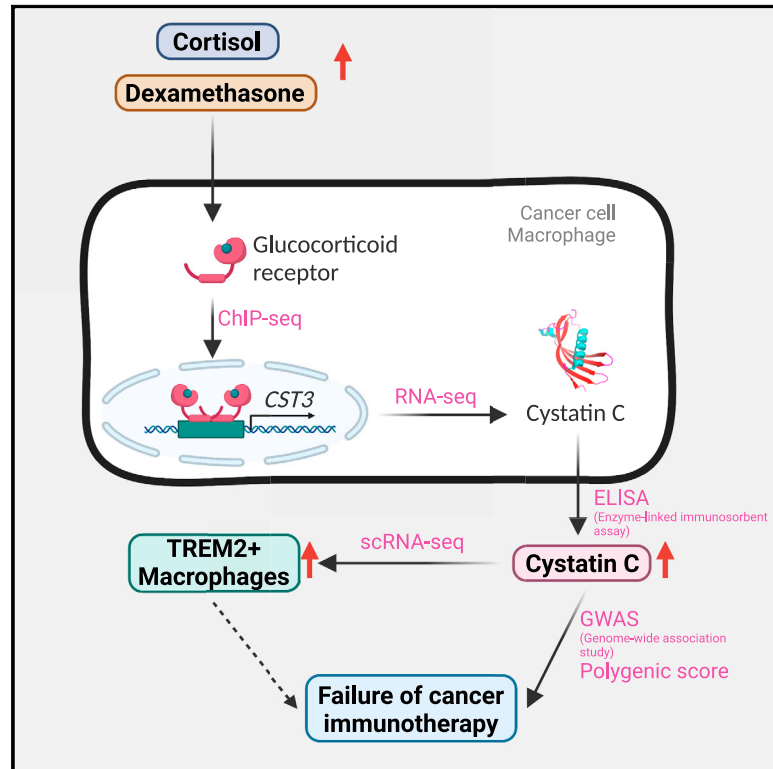 Cortisol
Dexamethasone
Cancer cell
Macrophage
Glucocorticoid
receptor
ChIP-seq
CST3
RNA-seq
Cystatin C
ELISA
(Enzyme-linked immunosorbent
assay)
TREM2+
Macrophages
scRNA-seq
Cystatin C
GWAS
(Genome-wide association
study)
Polygenic score
Failure of cancer
immunotherapy